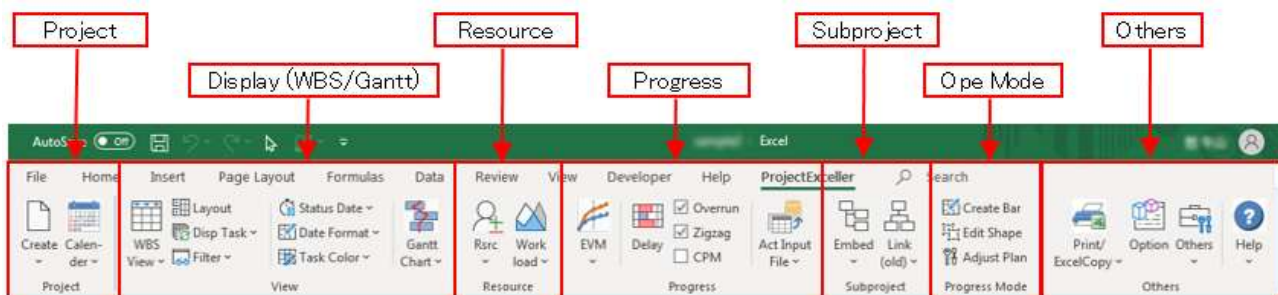 Project
Resource
Subproject
Others
Display (WBS/Gantt)
Progress
Ope Mode
Off
Excel
File Home Insert Page Layout Formulas Data Review View Developer Help ProjectExceller Search
Create
Calen-
der
Project
WBS
View
Layout
Disp Task
Filter
Status Date
Date Format
Task Color
Gantt
Chart
View
Rsrc
Work
load
Resource
EVM
Delay
Overrun
Zigzag
CPM
Act Input
File
Progress
Embed
Link
(old)
Subproject
Create Bar
Edit Shape
Adjust Plan
Progress Mode
Print/
ExcelCopy
Option
Others
Help
Others